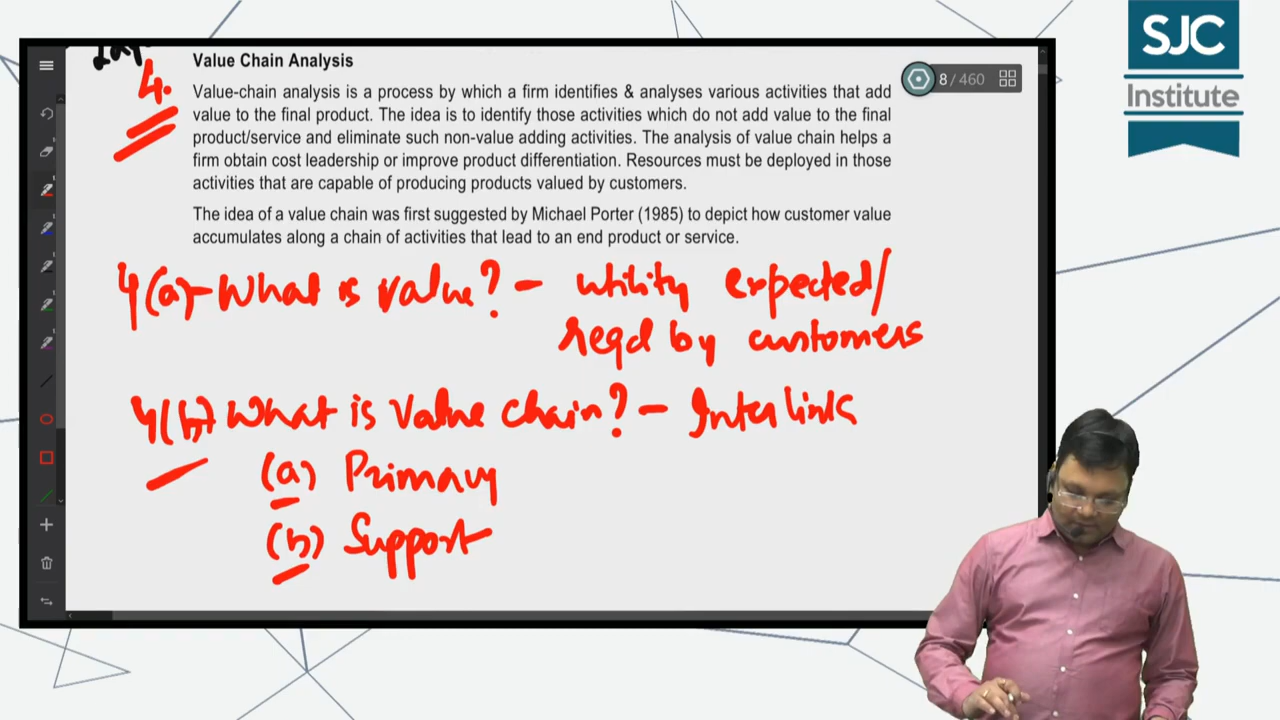 SJC
Institute
8 / 460
Imp.
4.
Value Chain Analysis
Value-chain analysis is a process by which a firm identifies & analyses various activities that add
value to the final product. The idea is to identify those activities which do not add value to the final
product/service and eliminate such non-value adding activities. The analysis of value chain helps a
firm obtain cost leadership or improve product differentiation. Resources must be deployed in those
activities that are capable of producing products valued by customers.
The idea of a value chain was first suggested by Michael Porter (1985) to depict how customer value
accumulates along a chain of activities that lead to an end product or service.
4(a)-What is value? - utility expected/
reqd by customers
4(b) What is Value chain? - Interlink
(a) Primary
(b) Support